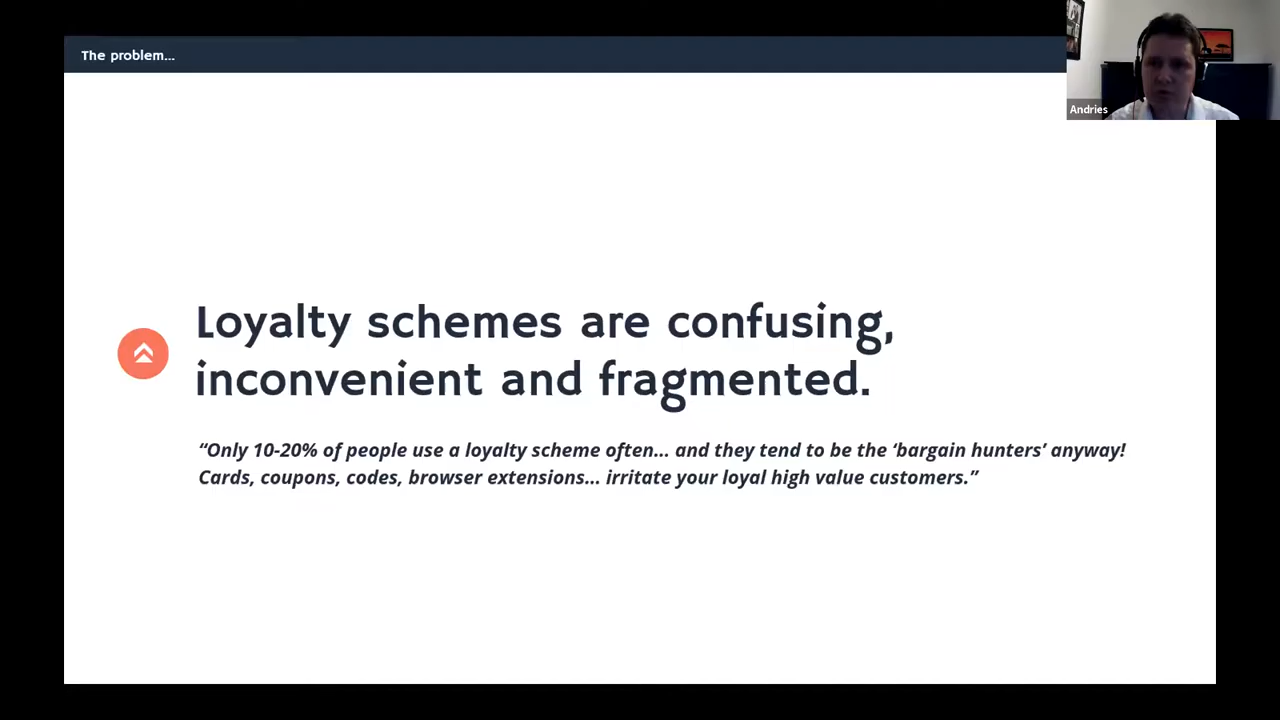 The problem...
Andries
Loyalty schemes are confusing,
inconvenient and fragmented.
“Only 10-20% of people use a loyalty scheme often... and they tend to be the ‘bargain hunters’ anyway!
Cards, coupons, codes, browser extensions... irritate your loyal high value customers.”